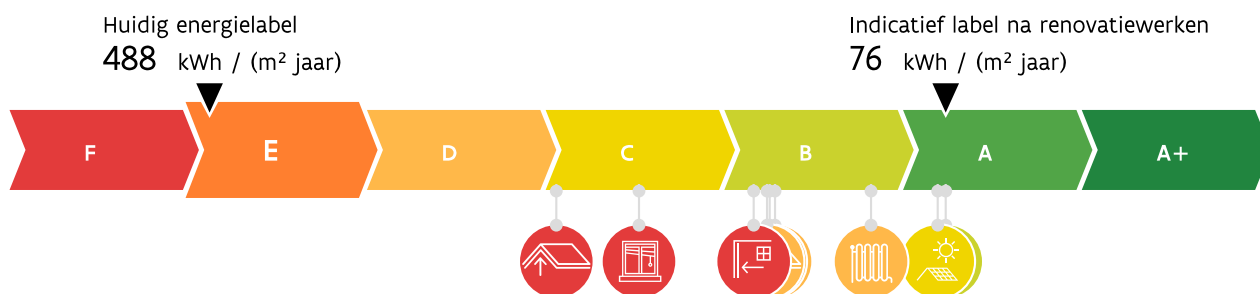 Huidig energielabel
488 kWh / (m² jaar)
Indicatief label na renovatiewerken
76 kWh / (m² jaar)
F E D C B A A+